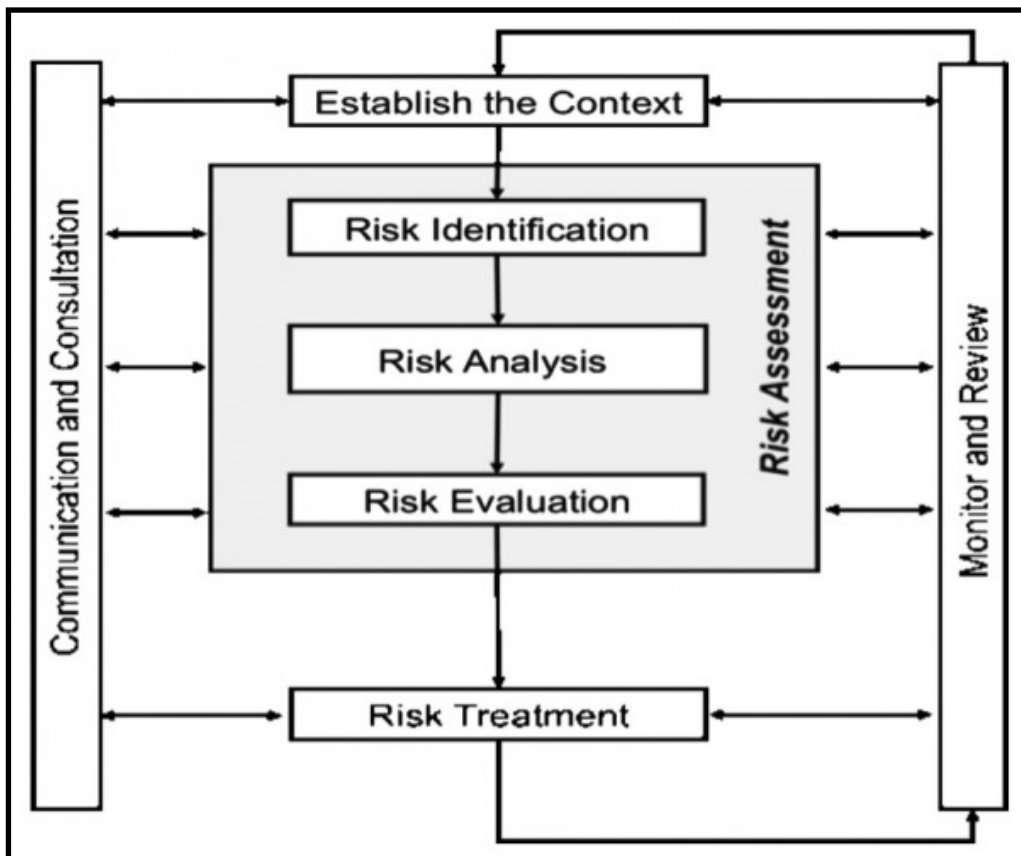 Establish the Context
Risk Identification
Risk Analysis
Risk Evaluation
Risk Assessment
Risk Treatment
Communication and Consultation
Monitor and Review